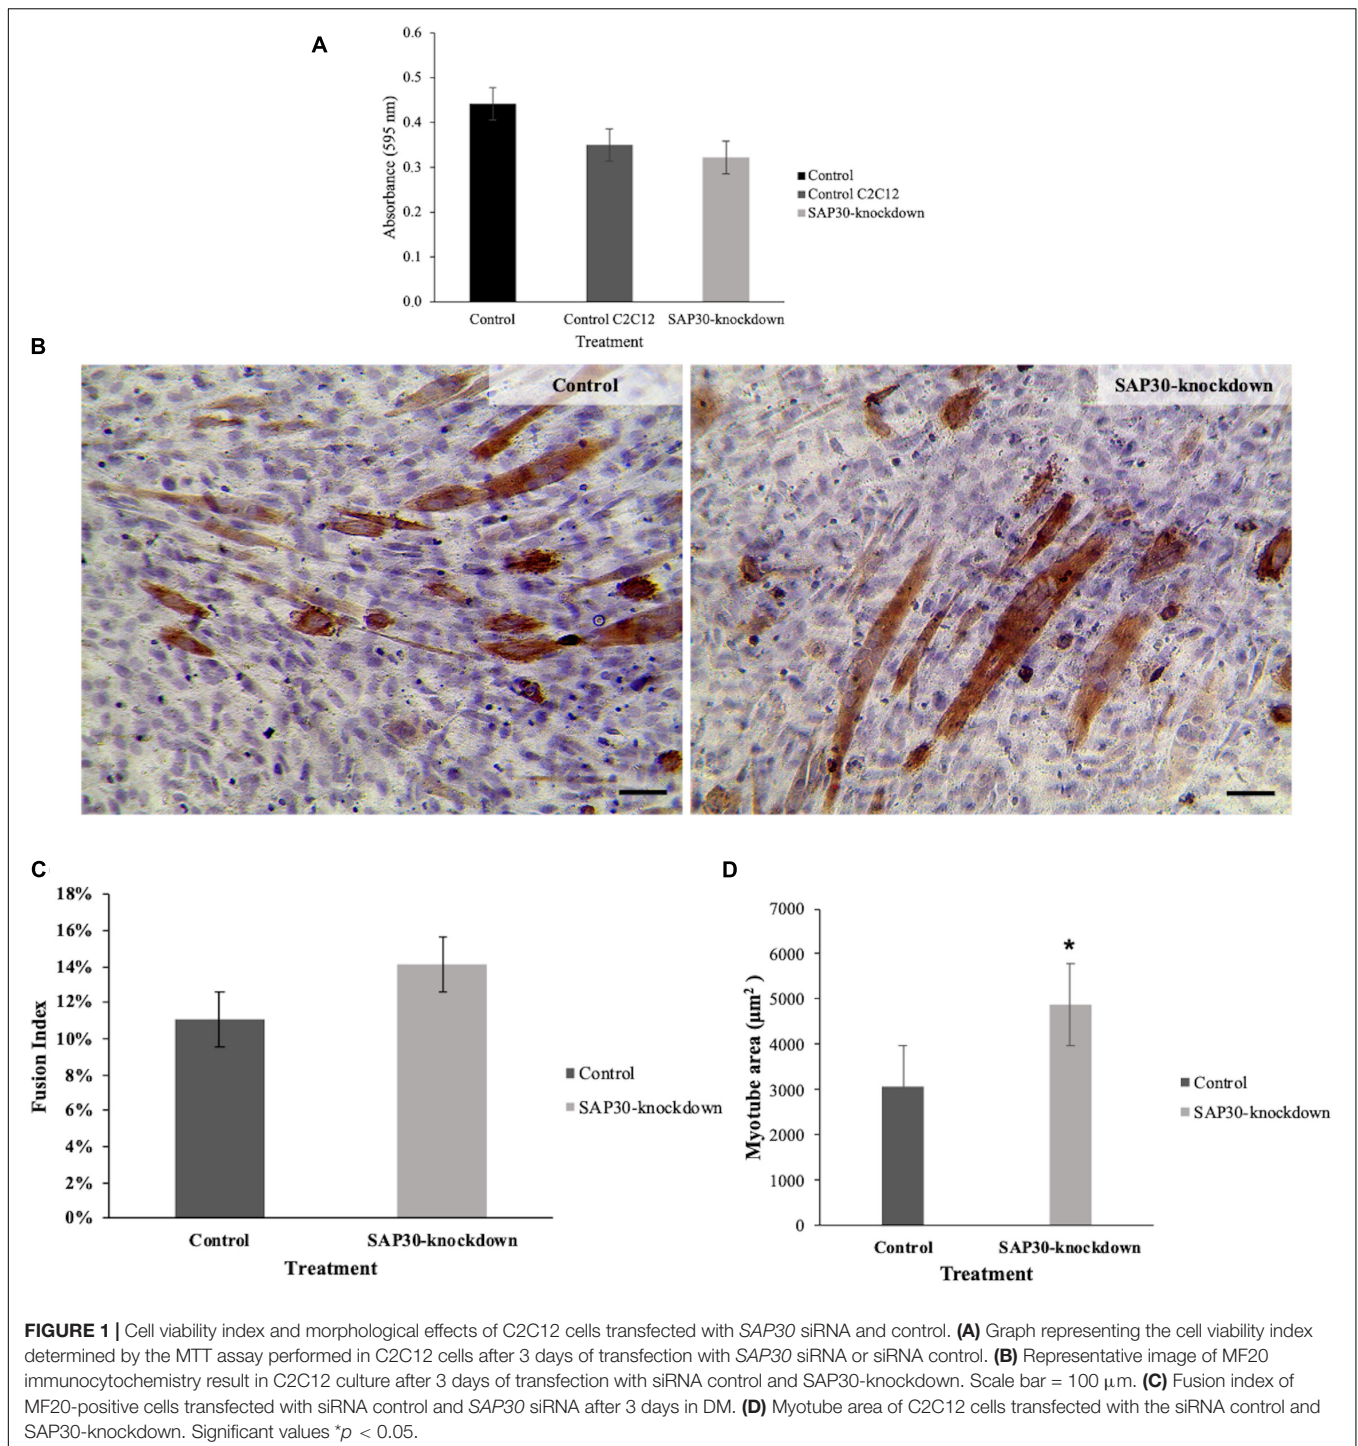 A
0.6
0.5
0.4
0.3
0.2
0.1
0.0
Absorbance (595 nm)
Control
Control C2C12
SAP30-knockdown
Treatment
Control
Control C2C12
SAP30-knockdown
B
Control
SAP30-knockdown
C
18%
16%
14%
12%
10%
8%
6%
4%
2%
0%
Fusion Index
Control
SAP30-knockdown
Treatment
Control
SAP30-knockdown
D
7000
6000
5000
4000
3000
2000
1000
0
Myotube area (μm²)
*
Control
SAP30-knockdown
Treatment
Control
SAP30-knockdown
FIGURE 1 | Cell viability index and morphological effects of C2C12 cells transfected with SAP30 siRNA and control. (A) Graph representing the cell viability index
determined by the MTT assay performed in C2C12 cells after 3 days of transfection with SAP30 siRNA or siRNA control. (B) Representative image of MF20
immunocytochemistry result in C2C12 culture after 3 days of transfection with siRNA control and SAP30-knockdown. Scale bar = 100 μm. (C) Fusion index of
MF20-positive cells transfected with siRNA control and SAP30 siRNA after 3 days in DM. (D) Myotube area of C2C12 cells transfected with the siRNA control and
SAP30-knockdown. Significant values *p < 0.05.